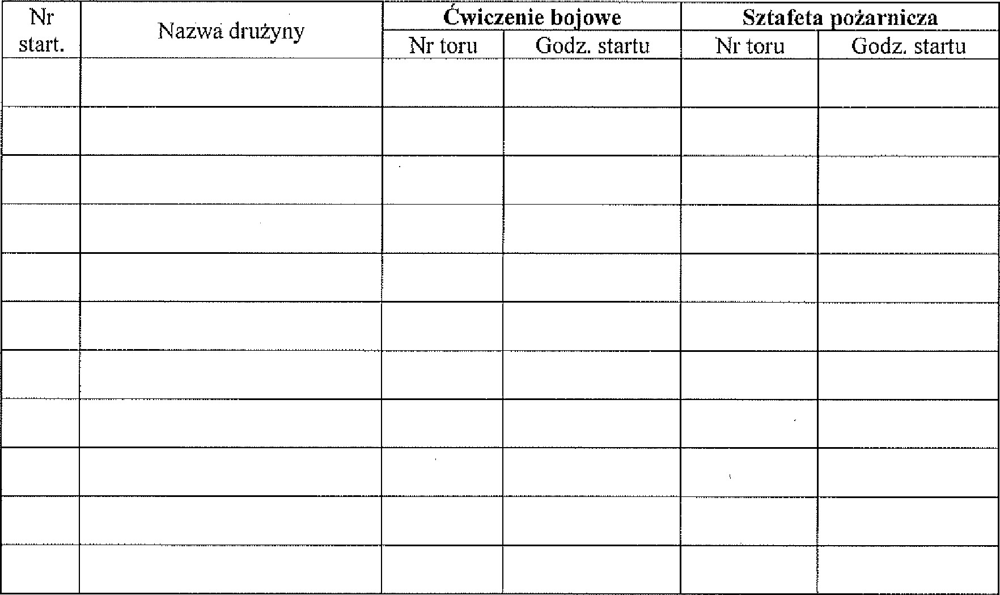 Nr start.
Nazwa drużyny
Ćwiczenie bojowe
Sztafeta pożarnicza
Nr toru
Godz. startu
Nr toru
Godz. startu